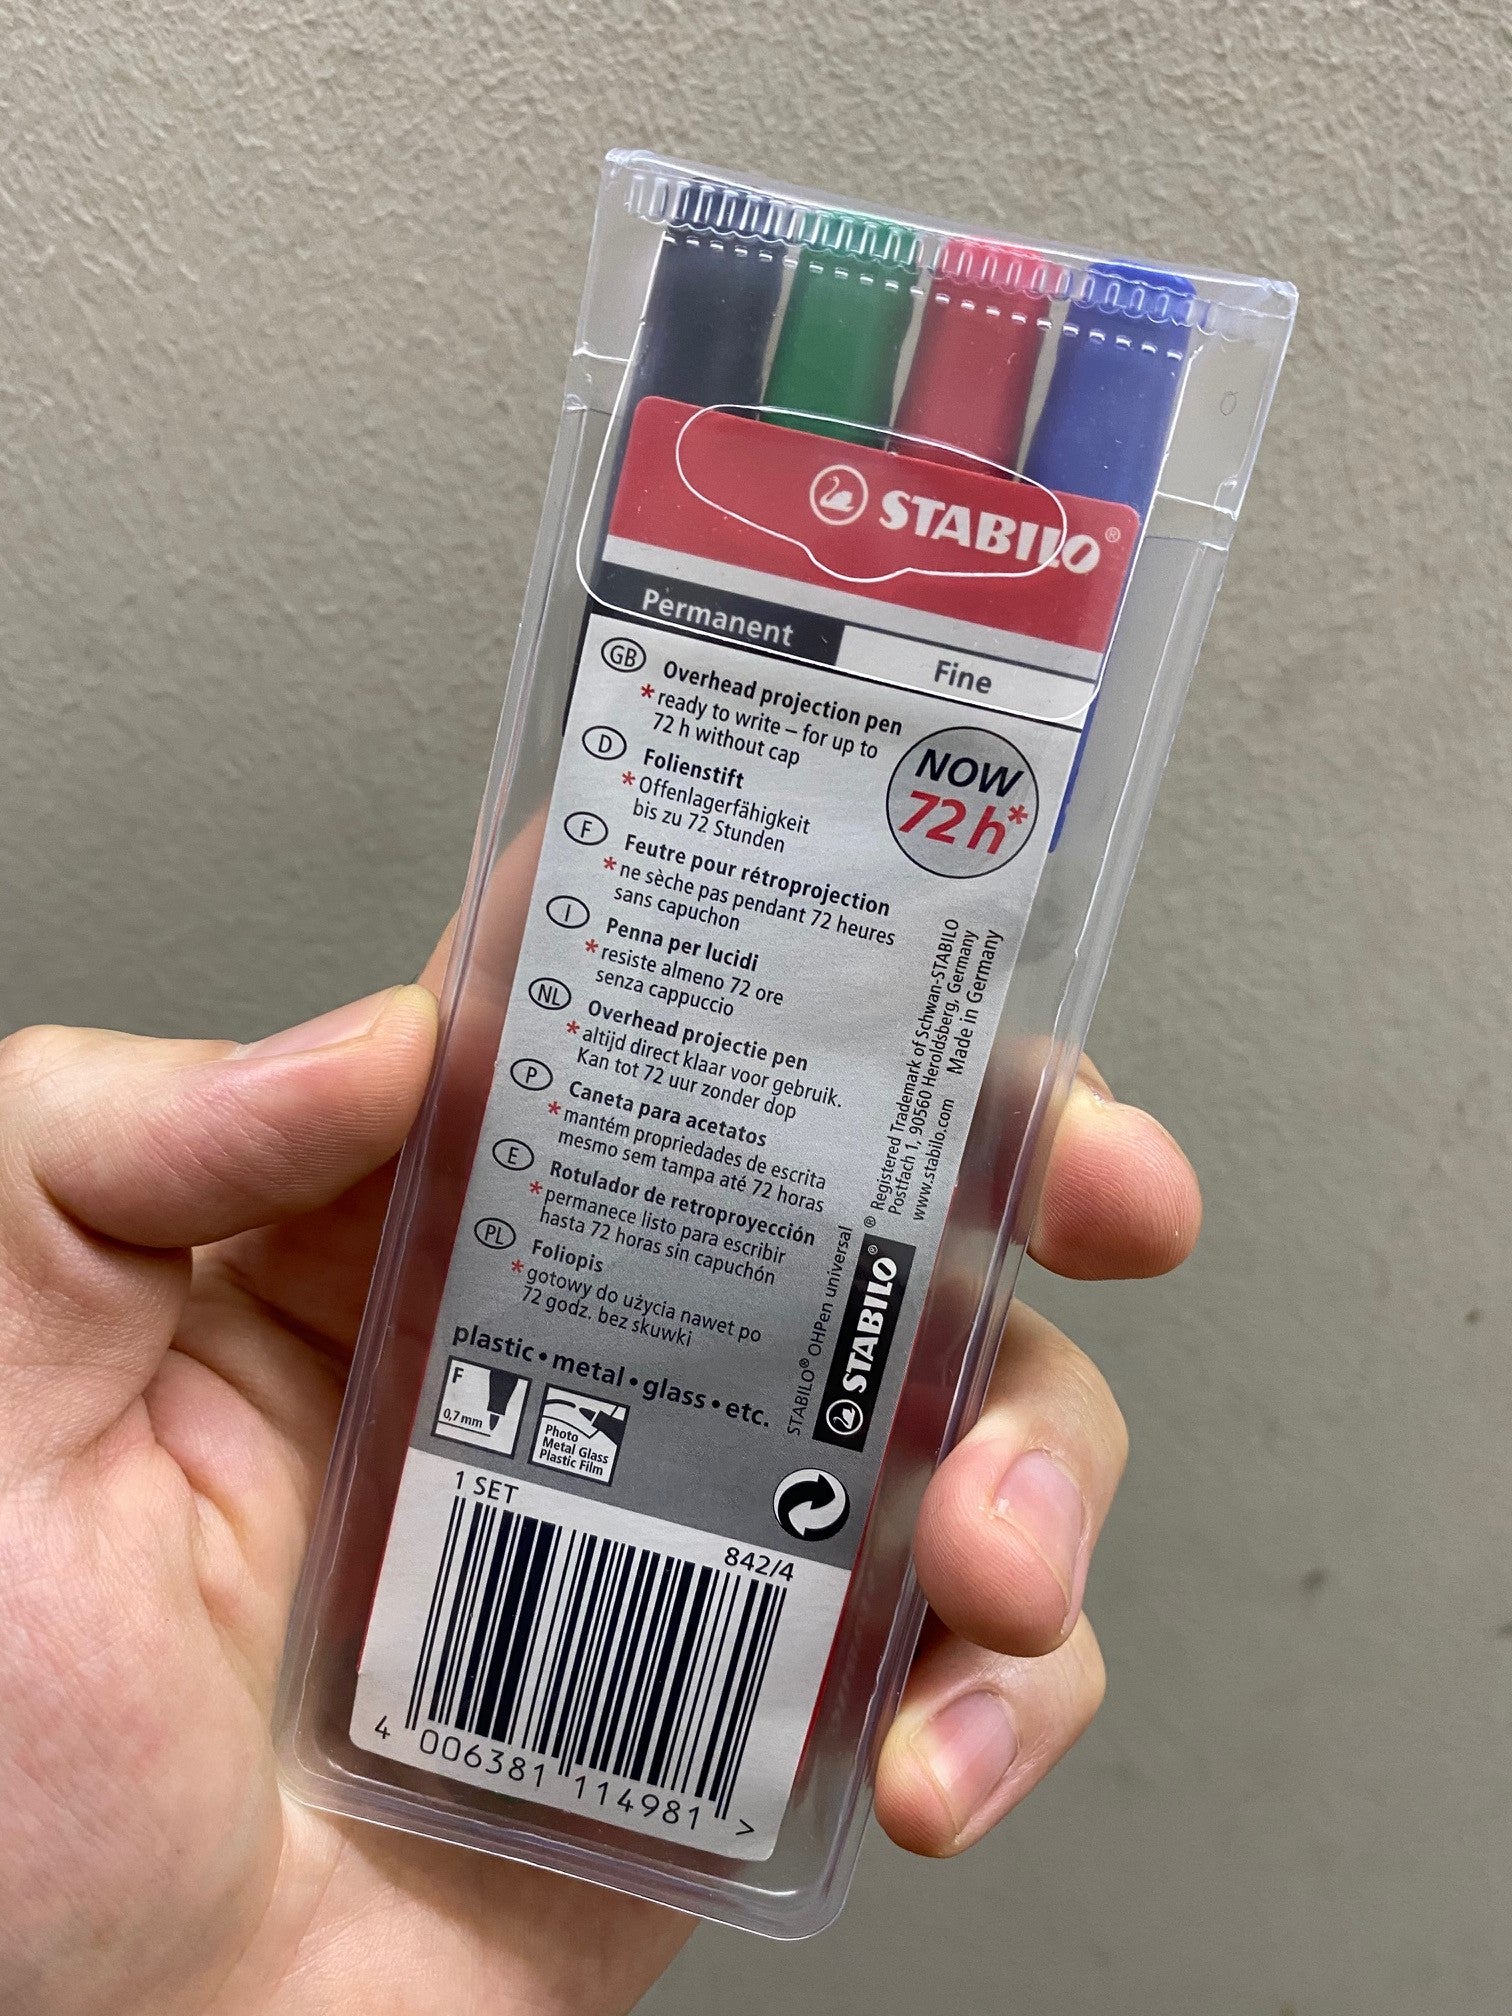 STABILO®
Permanent
Fine
GB Overhead projection pen
* ready to write – for up to
72 h without cap
NOW
72 h*
D Folienstift
* Offenlagerfähigkeit
bis zu 72 Stunden
F Feutre pour rétroprojection
* ne sèche pas pendant 72 heures
sans capuchon
I Penna per lucidi
* resiste almeno 72 ore
senza cappuccio
NL Overhead projectie pen
* altijd direct klaar voor gebruik.
Kan tot 72 uur zonder dop
P Caneta para acetatos
* mantém propriedades de escrita
mesmo sem tampa até 72 horas
E Rotulador de retroproyección
* permanece listo para escribir
hasta 72 horas sin capuchón
PL Foliopis
* gotowy do użycia nawet po
72 godz. bez skuwki
plastic • metal • glass • etc.
F
0,7 mm
Photo
Metal Glass
Plastic Film
STABILO® OHPen universal
STABILO®
® Registered Trademark of Schwan-STABILO
Postfach 1, 90560 Heroldsberg, Germany
www.stabilo.com Made in Germany
1 SET
842/4
4 006381 114981 >